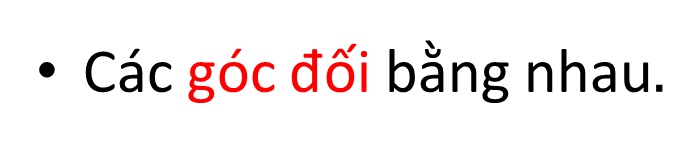 • Các góc đối bằng nhau.